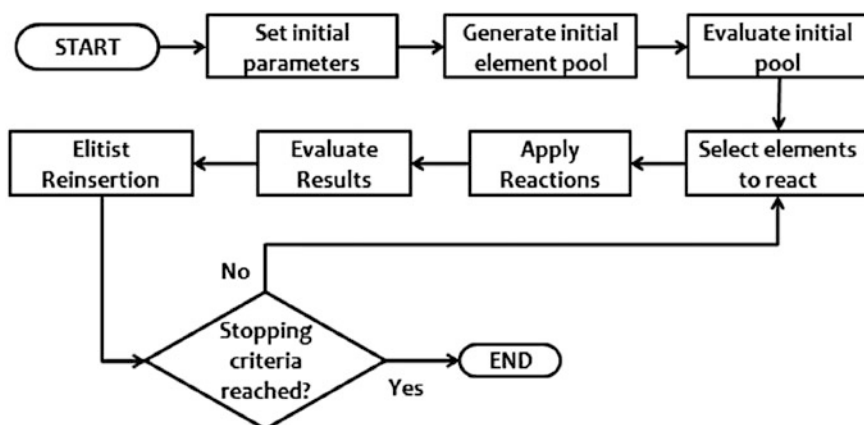 START
Set initial
parameters
Generate initial
element pool
Evaluate initial
pool
Select elements
to react
Apply
Reactions
Evaluate
Results
Elitist
Reinsertion
Stopping
criteria
reached?
No
Yes
END